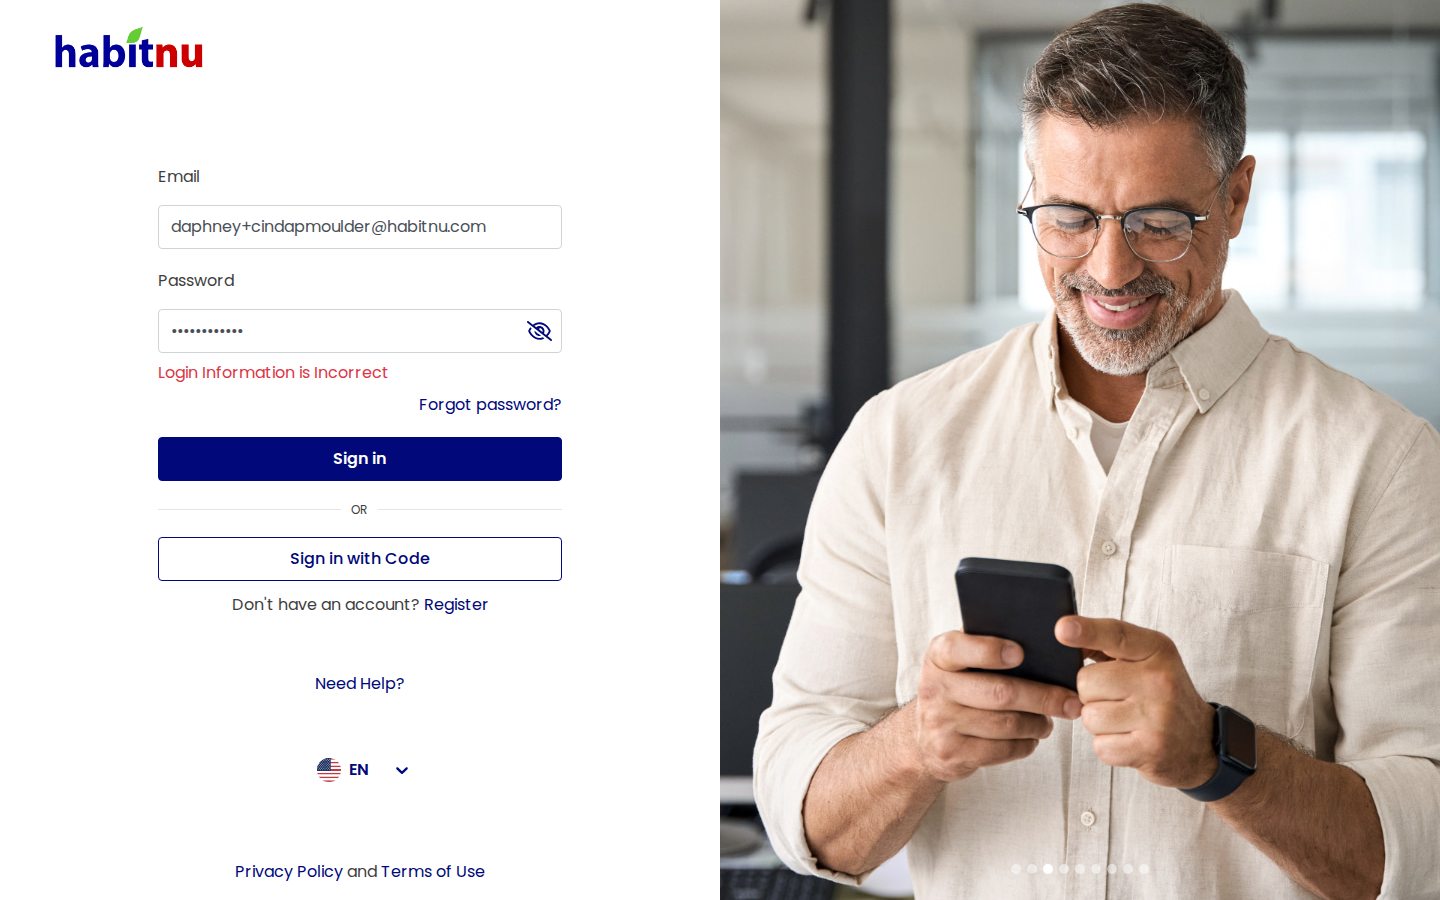 habitnu
Email
daphney+cindapmoulder@habitnu.com
Password
••••••••••••
Login Information is Incorrect
Forgot password?
Sign in
OR
Sign in with Code
Don't have an account? Register
Need Help?
EN
Privacy Policy and Terms of Use